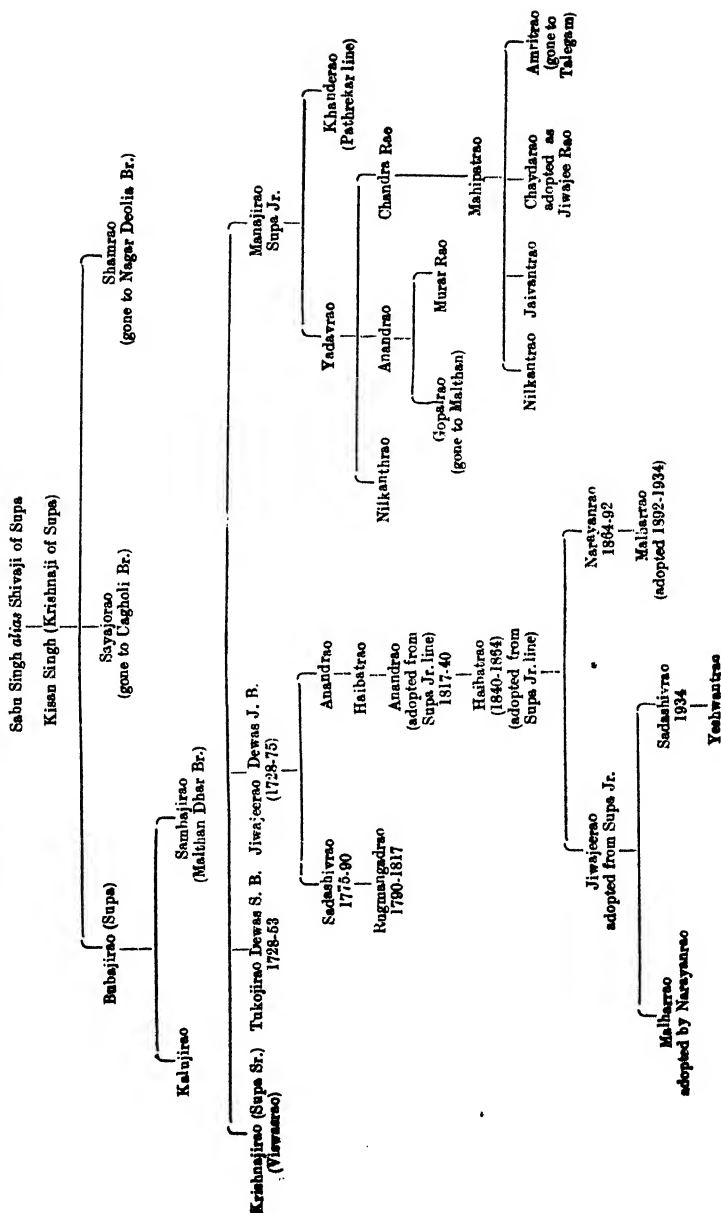 Sabu Singh alias Shivaji of Supa
Kisan Singh (Krishnaji of Supa)
Bubajirao (Supa)
Sayajorao
(gone to Uagholi Br.)
Shamrao
(gone to Nagar Deolia Br.)
Kalujirao
Sambajirao
(Malthan Dhar Br.)
Krishnajirao (Supa Sr.)
(Viswasrao)
Tukojirao Dewas S. B.
1728-53
Jiwajeerao Dewas J. B.
(1728-75)
Manajirao
Supa Jr.
Sadashivrao
1775-90
Anandrao
Yadavrao
Khanderao
(Pathrekar line)
Rugmangadrao
1790-1817
Haibatrao
Nilkanthrao
Anandrao
Chandra Rao
Anandrao
(adopted from
Supa Jr. line)
1817-40
Gopalrao
(gone to Malthan)
Murar Rao
Mahipatrao
Haibatrao
(1840-1864)
(adopted from
Supa Jr. line)
Nilkantrao
Jaivantrao
Chaydarao
adopted as
Jiwajee Rao
Amritrao
(gone to
Talegam)
Jiwajeerao
adopted from Supa Jr.
Narayanrao
1864-92
Malharrao
adopted by Narayanrao
Sadashivrao
1934
Malharrao
(adopted 1892-1934)
Yeshwantrao